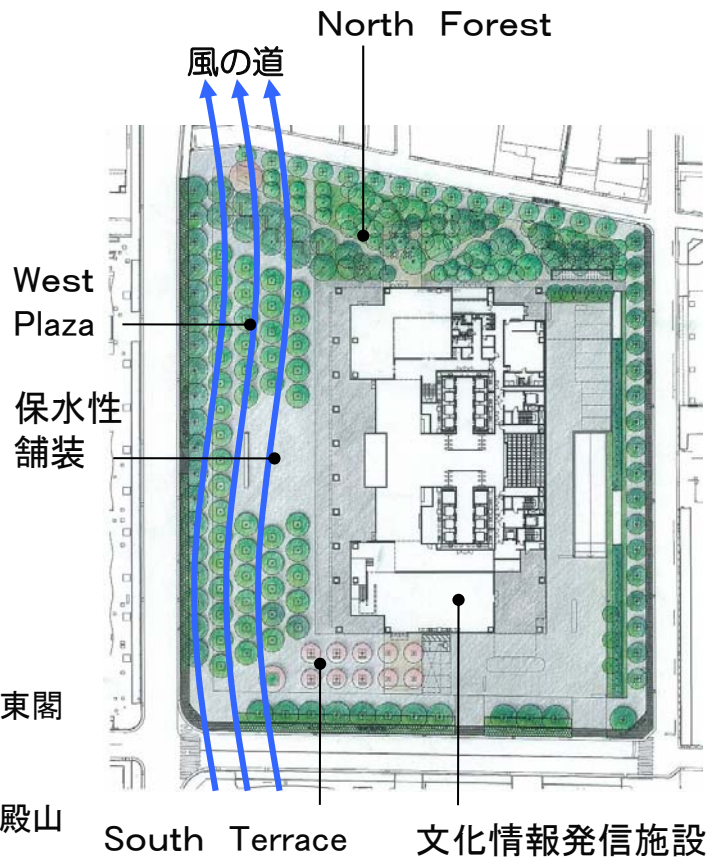 North Forest
風の道
West
Plaza
保水性
舗装
東閣
殿山
South Terrace
文化情報発信施設